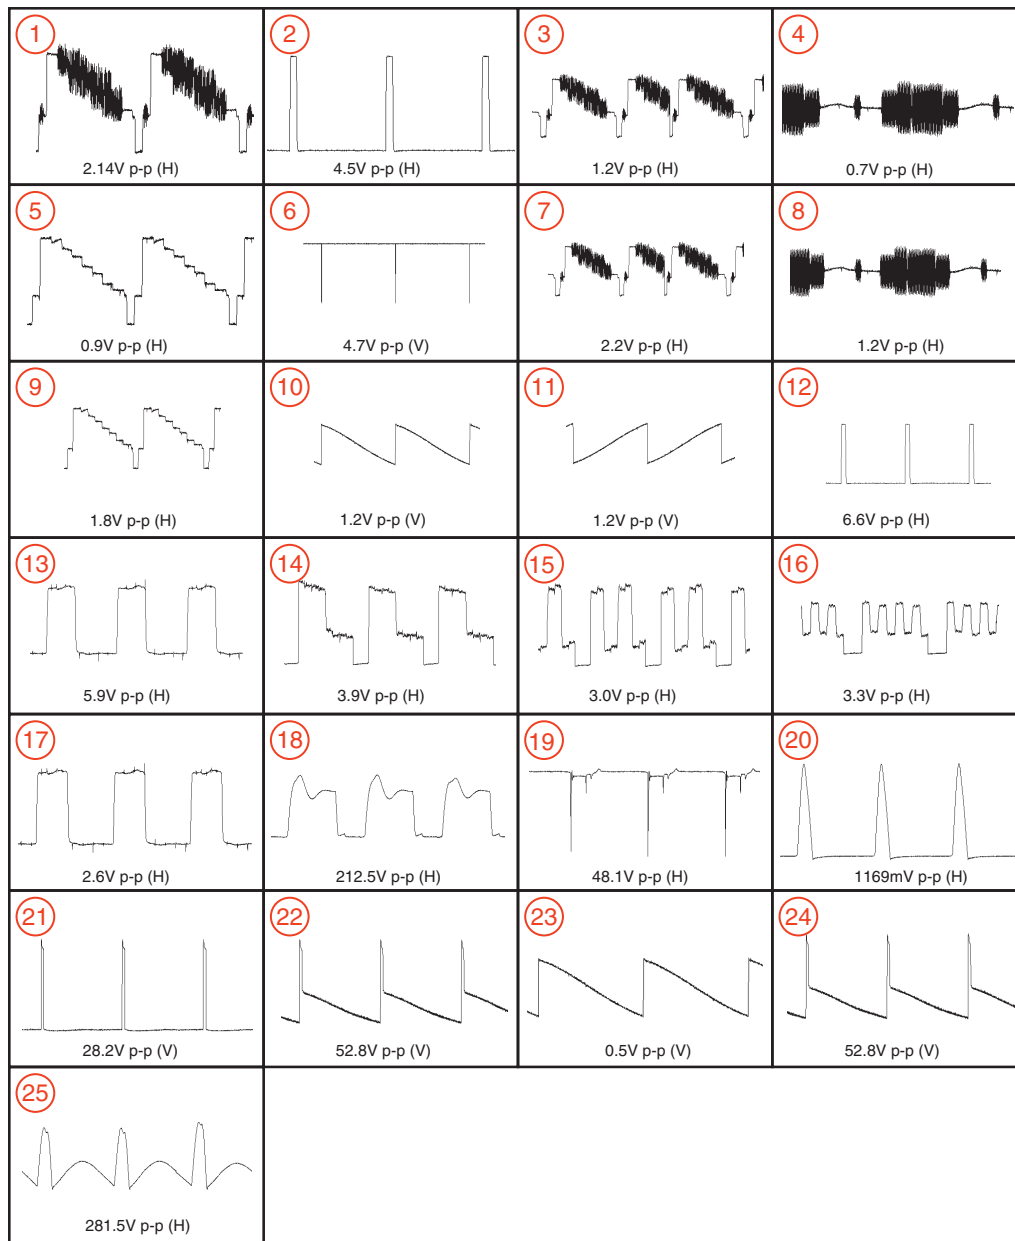 1
2.14V p-p (H)
2
4.5V p-p (H)
3
1.2V p-p (H)
4
0.7V p-p (H)
5
0.9V p-p (H)
6
4.7V p-p (V)
7
2.2V p-p (H)
8
1.2V p-p (H)
9
1.8V p-p (H)
10
1.2V p-p (V)
11
1.2V p-p (V)
12
6.6V p-p (H)
13
5.9V p-p (H)
14
3.9V p-p (H)
15
3.0V p-p (H)
16
3.3V p-p (H)
17
2.6V p-p (H)
18
212.5V p-p (H)
19
48.1V p-p (H)
20
1169mV p-p (H)
21
28.2V p-p (V)
22
52.8V p-p (V)
23
0.5V p-p (V)
24
52.8V p-p (V)
25
281.5V p-p (H)